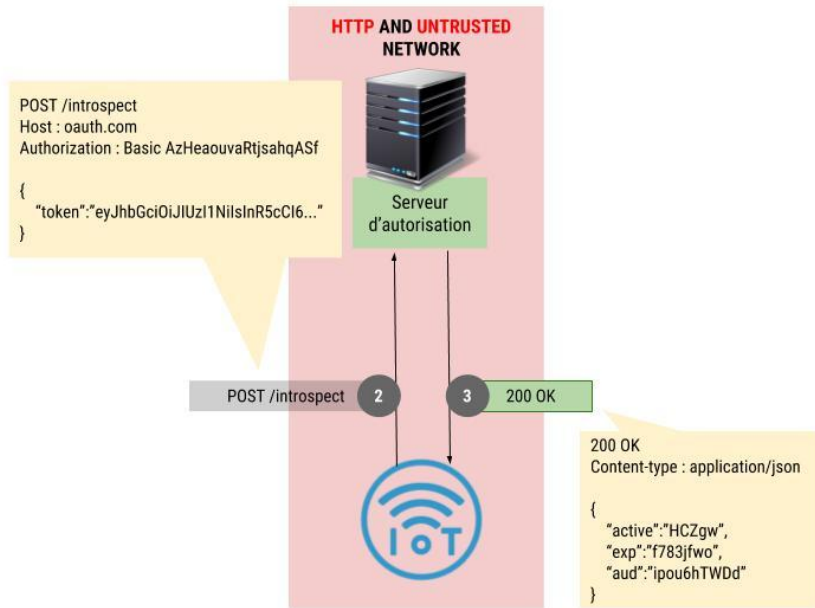 HTTP AND UNTRUSTED
NETWORK
POST /introspect
Host : oauth.com
Authorization : Basic AzHeaouvaRtjsahqASf
{
“token”:”eyJhbGciOiJIUzI1NiIsInR5cCI6...”
}
Serveur
d’autorisation
POST /introspect
2
3
200 OK
200 OK
Content-type : application/json
{
“active”:”HCZgw”,
“exp”:”f783jfwo”,
“aud”:”ipou6hTWDd”
}
IoT